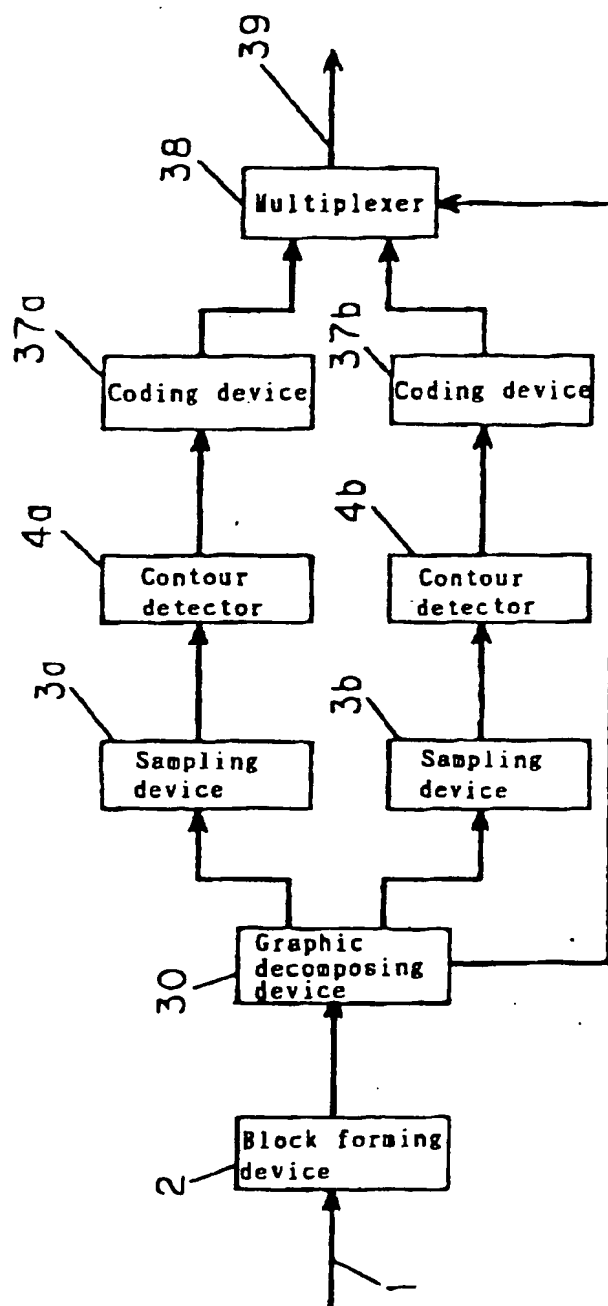 39
38
Multiplexer
37a
Coding device
37b
Coding device
4a
Contour
detector
4b
Contour
detector
3a
Sampling
device
3b
Sampling
device
30
Graphic
decomposing
device
2
Block forming
device
1